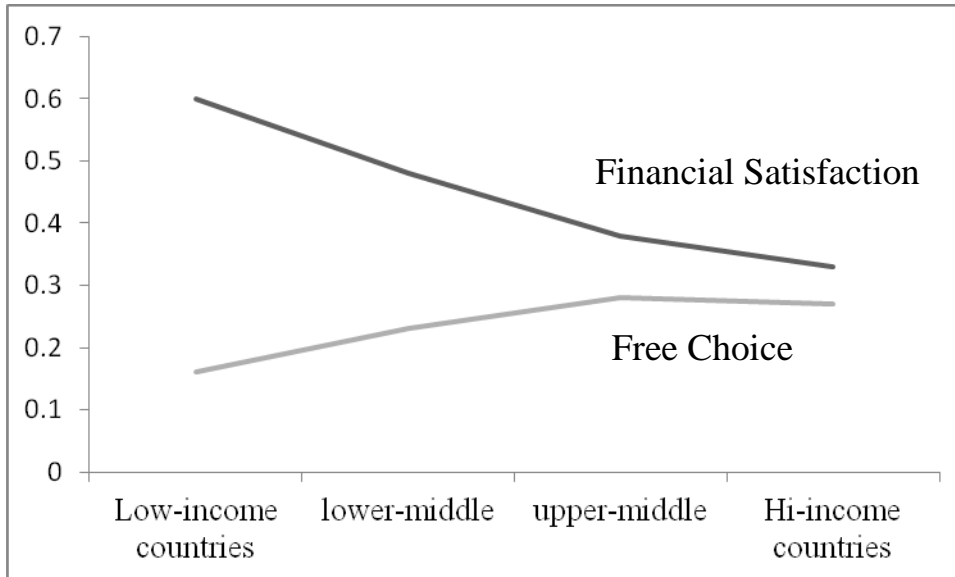 0.7
0.6
0.5
0.4
0.3
0.2
0.1
0
Financial Satisfaction
Free Choice
Low-income
countries
lower-middle
upper-middle
Hi-income
countries